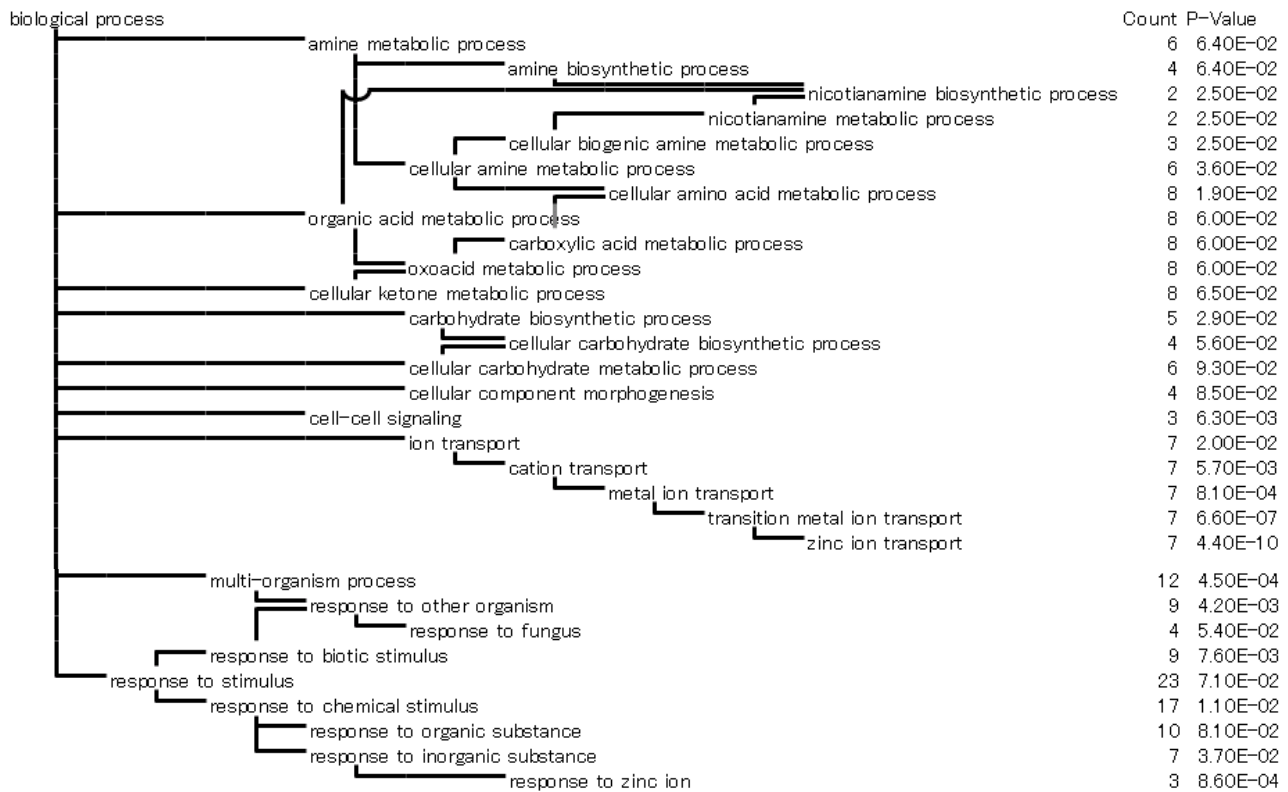 biological process Count P-Value
amine metabolic process 6 6.40E-02
amine biosynthetic process 4 6.40E-02
nicotianamine biosynthetic process 2 2.50E-02
nicotianamine metabolic process 2 2.50E-02
cellular biogenic amine metabolic process 3 2.50E-02
cellular amine metabolic process 6 3.60E-02
cellular amino acid metabolic process 8 1.90E-02
organic acid metabolic process 8 6.00E-02
carboxylic acid metabolic process 8 6.00E-02
oxoacid metabolic process 8 6.00E-02
cellular ketone metabolic process 8 6.50E-02
carbohydrate biosynthetic process 5 2.90E-02
cellular carbohydrate biosynthetic process 4 5.60E-02
cellular carbohydrate metabolic process 6 9.30E-02
cellular component morphogenesis 4 8.50E-02
cell-cell signaling 3 6.30E-03
ion transport 7 2.00E-02
cation transport 7 5.70E-03
metal ion transport 7 8.10E-04
transition metal ion transport 7 6.60E-07
zinc ion transport 7 4.40E-10
multi-organism process 12 4.50E-04
response to other organism 9 4.20E-03
response to fungus 4 5.40E-02
response to biotic stimulus 9 7.60E-03
response to stimulus 23 7.10E-02
response to chemical stimulus 17 1.10E-02
response to organic substance 10 8.10E-02
response to inorganic substance 7 3.70E-02
response to zinc ion 3 8.60E-04